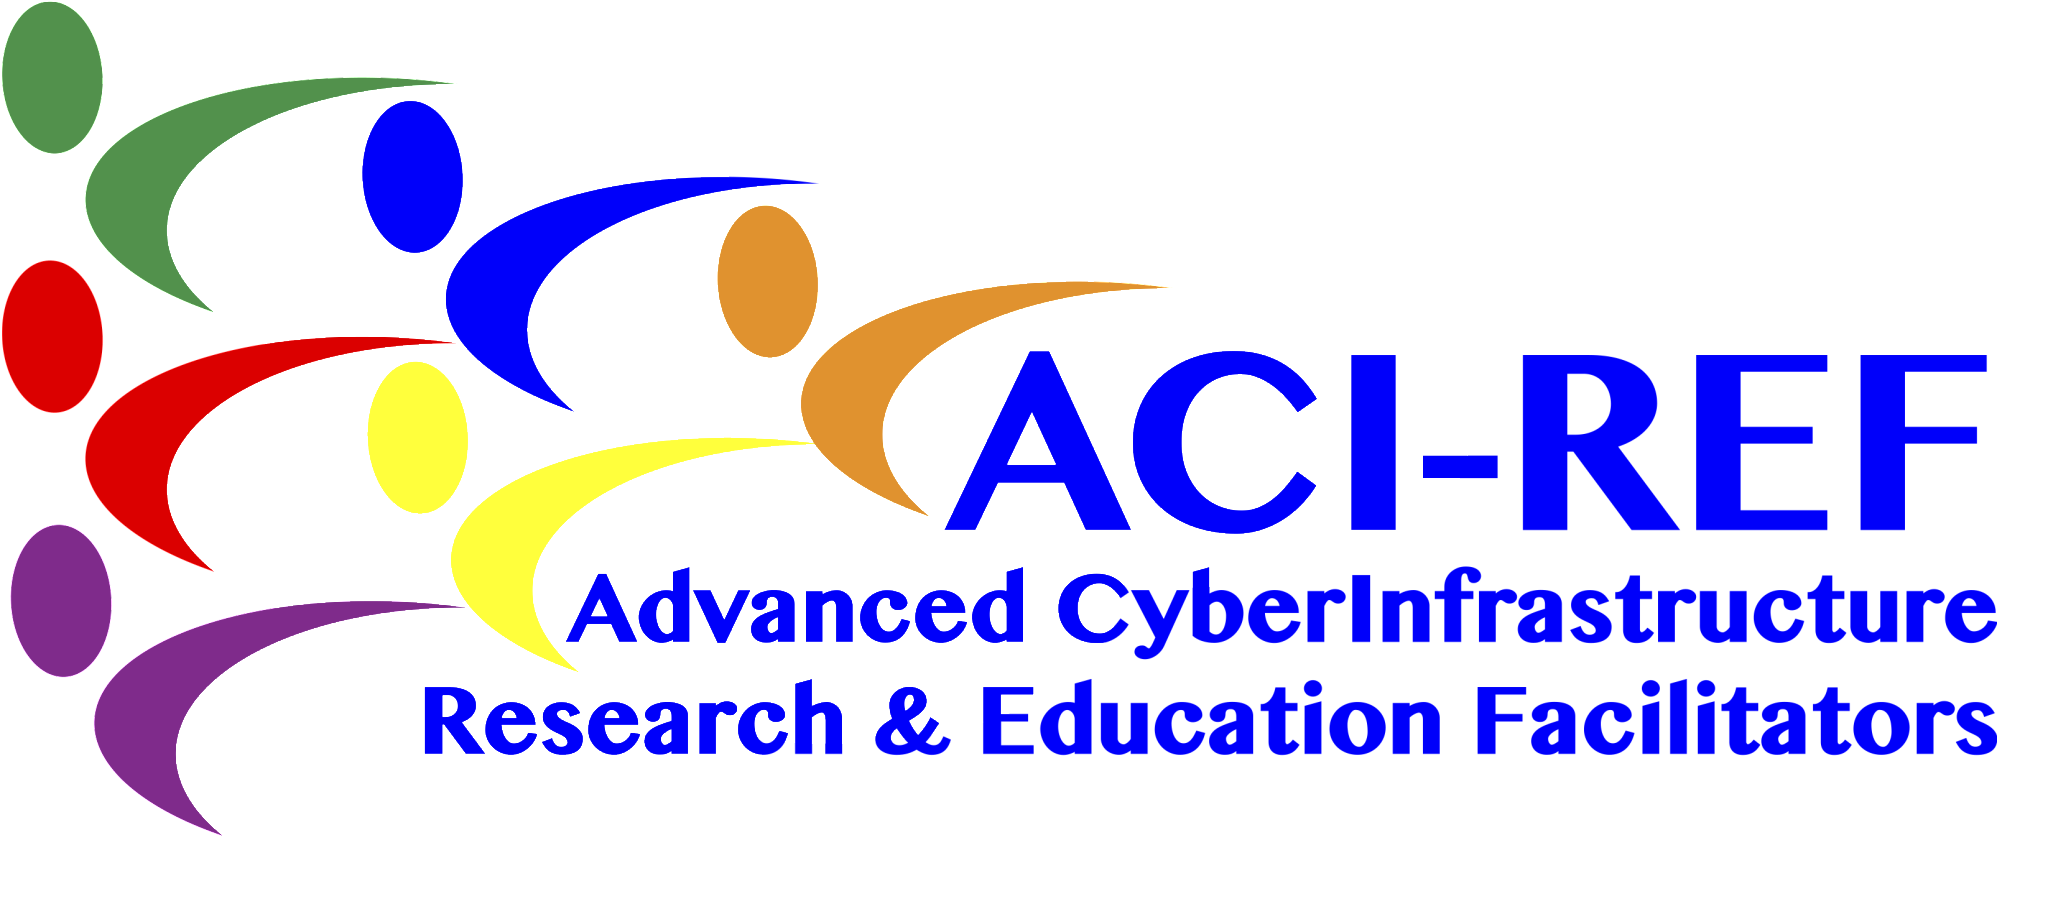 ACI-REF
Advanced CyberInfrastructure
Research & Education Facilitators